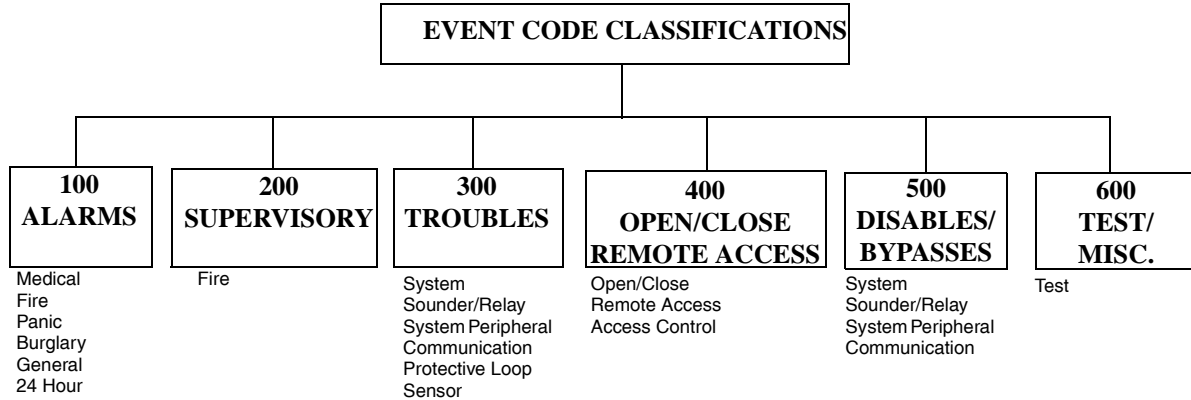 EVENT CODE CLASSIFICATIONS
100
ALARMS
Medical
Fire
Panic
Burglary
General
24 Hour
200
SUPERVISORY
Fire
300
TROUBLES
System
Sounder/Relay
System Peripheral
Communication
Protective Loop
Sensor
400
OPEN/CLOSE
REMOTE ACCESS
Open/Close
Remote Access
Access Control
500
DISABLES/
BYPASSES
System
Sounder/Relay
System Peripheral
Communication
600
TEST/
MISC.
Test